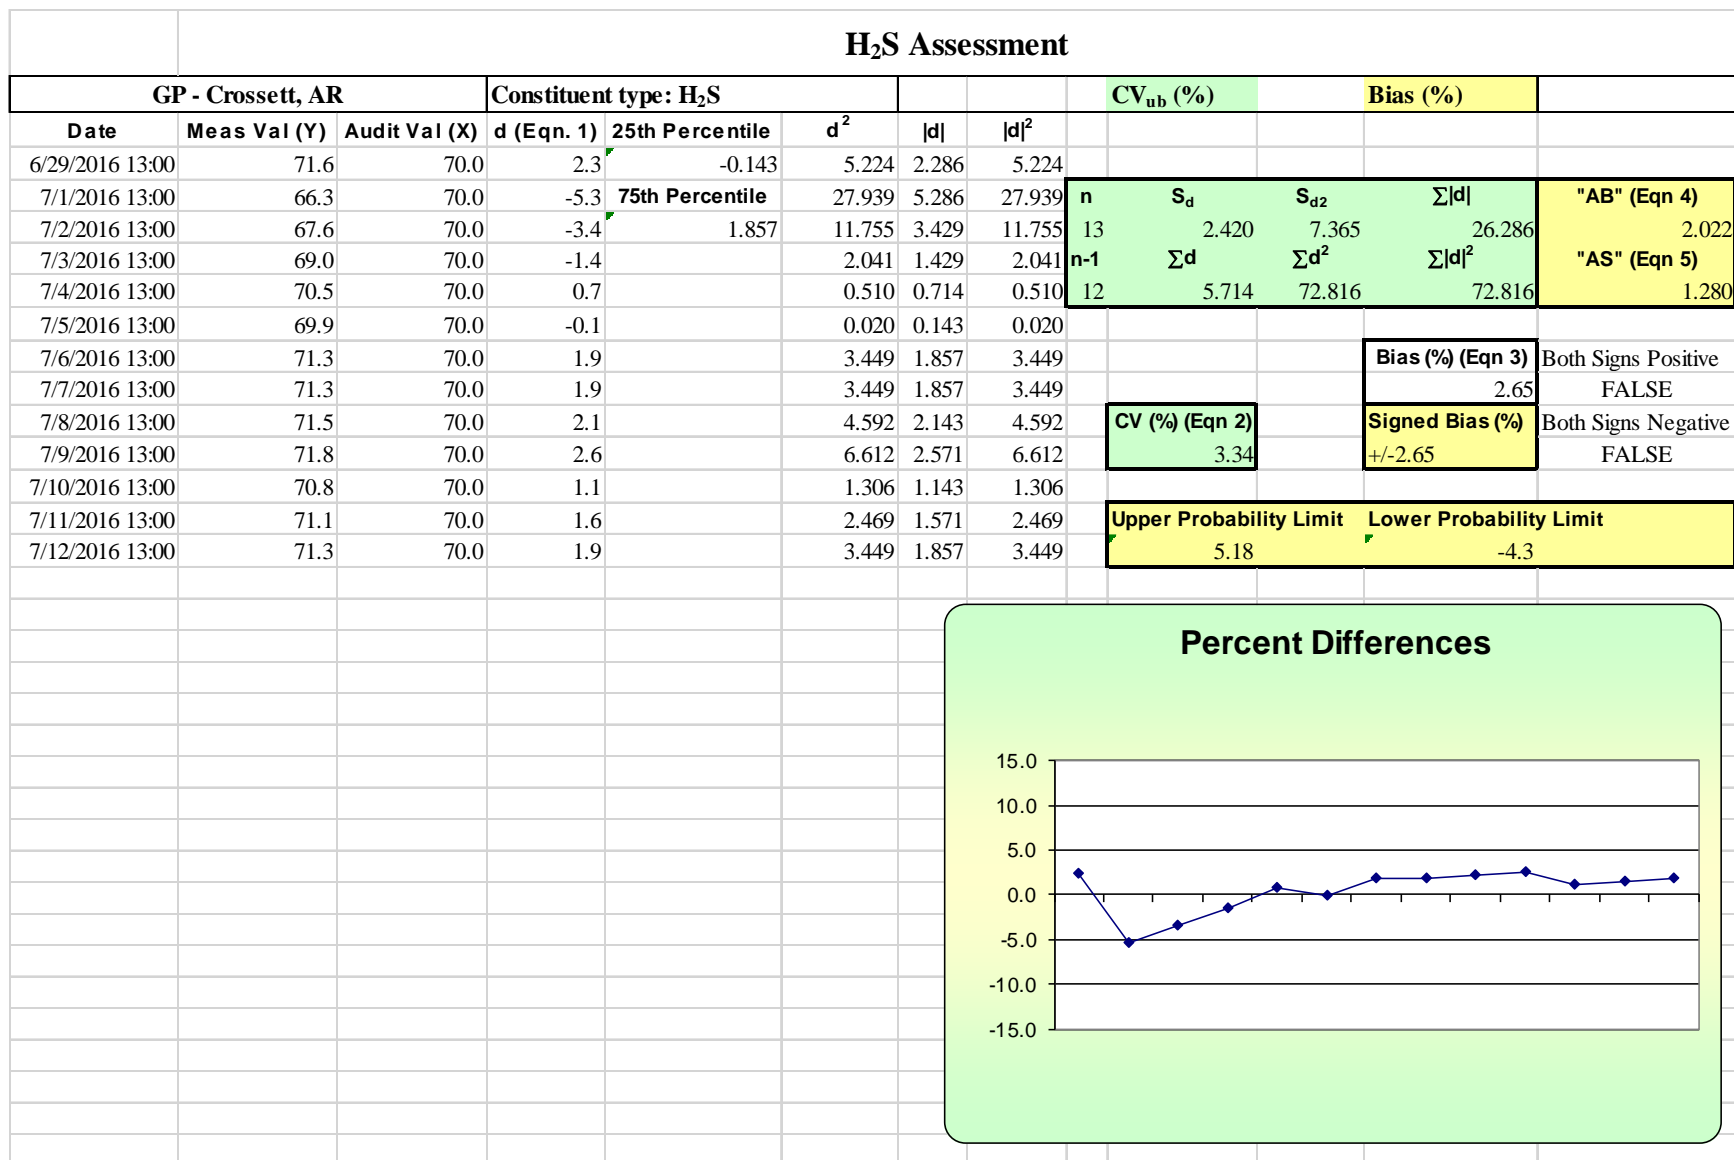 H₂S Assessment
GP - Crossett, AR Constituent type: H₂S CVub (%) Bias (%)
Date Meas Val (Y) Audit Val (X) d (Eqn. 1) 25th Percentile d² |d| |d|²
6/29/2016 13:00 71.6 70.0 2.3 -0.143 5.224 2.286 5.224
7/1/2016 13:00 66.3 70.0 -5.3 75th Percentile 27.939 5.286 27.939 n Sd Sd2 Σ|d| "AB" (Eqn 4)
7/2/2016 13:00 67.6 70.0 -3.4 1.857 11.755 3.429 11.755 13 2.420 7.365 26.286 2.022
7/3/2016 13:00 69.0 70.0 -1.4 2.041 1.429 2.041 n-1 Σd Σd² Σ|d|² "AS" (Eqn 5)
7/4/2016 13:00 70.5 70.0 0.7 0.510 0.714 0.510 12 5.714 72.816 72.816 1.280
7/5/2016 13:00 69.9 70.0 -0.1 0.020 0.143 0.020
7/6/2016 13:00 71.3 70.0 1.9 3.449 1.857 3.449 Bias (%) (Eqn 3) Both Signs Positive
7/7/2016 13:00 71.3 70.0 1.9 3.449 1.857 3.449 2.65 FALSE
7/8/2016 13:00 71.5 70.0 2.1 4.592 2.143 4.592 CV (%) (Eqn 2) Signed Bias (%) Both Signs Negative
7/9/2016 13:00 71.8 70.0 2.6 6.612 2.571 6.612 3.34 +/-2.65 FALSE
7/10/2016 13:00 70.8 70.0 1.1 1.306 1.143 1.306
7/11/2016 13:00 71.1 70.0 1.6 2.469 1.571 2.469 Upper Probability Limit Lower Probability Limit
7/12/2016 13:00 71.3 70.0 1.9 3.449 1.857 3.449 5.18 -4.3
Percent Differences
15.0
10.0
5.0
0.0
-5.0
-10.0
-15.0